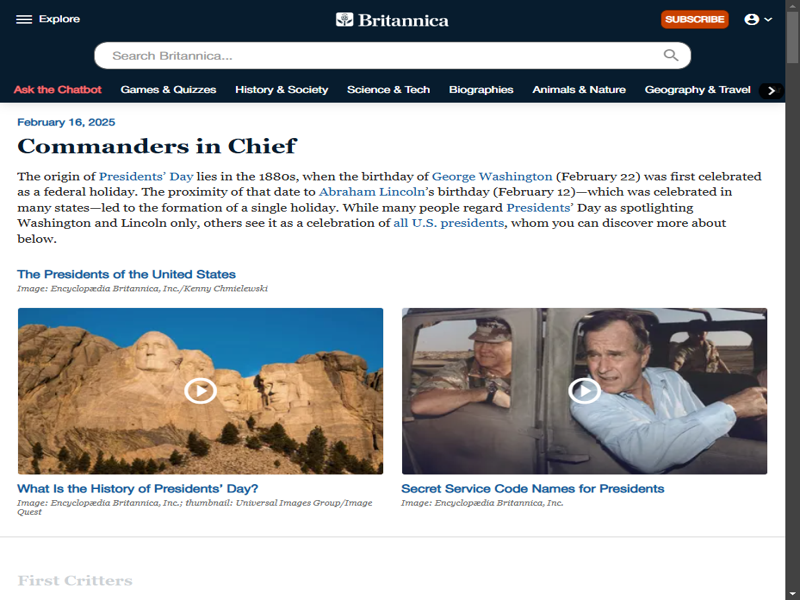 Explore
Britannica
SUBSCRIBE
Search Britannica...
Ask the Chatbot
Games & Quizzes
History & Society
Science & Tech
Biographies
Animals & Nature
Geography & Travel
February 16, 2025
Commanders in Chief
The origin of Presidents’ Day lies in the 1880s, when the birthday of George Washington (February 22) was first celebrated
as a federal holiday. The proximity of that date to Abraham Lincoln’s birthday (February 12)—which was celebrated in
many states—led to the formation of a single holiday. While many people regard Presidents’ Day as spotlighting
Washington and Lincoln only, others see it as a celebration of all U.S. presidents, whom you can discover more about
below.
The Presidents of the United States
Image: Encyclopædia Britannica, Inc./Kenny Chmielewski
What Is the History of Presidents’ Day?
Image: Encyclopædia Britannica, Inc.; thumbnail: Universal Images Group/Image
Quest
Secret Service Code Names for Presidents
Image: Encyclopædia Britannica, Inc.
First Critters